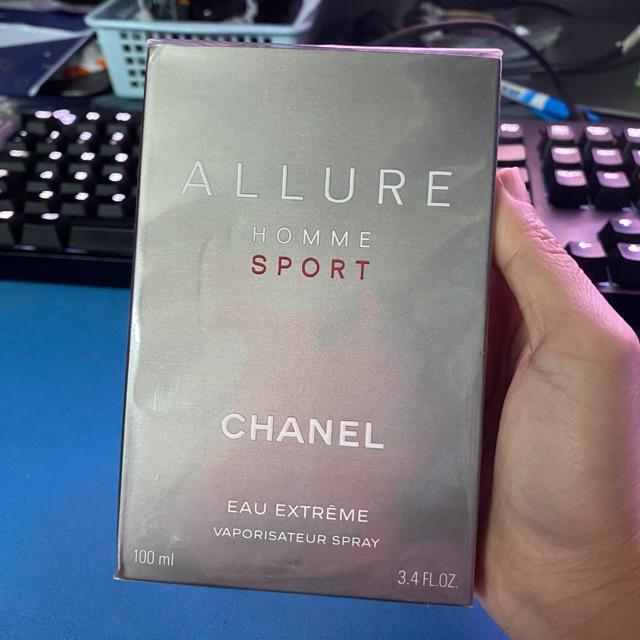 ALLURE
HOMME
SPORT
CHANEL
EAU EXTRÊME
VAPORISATEUR SPRAY
100 ml
3.4 FL.OZ.